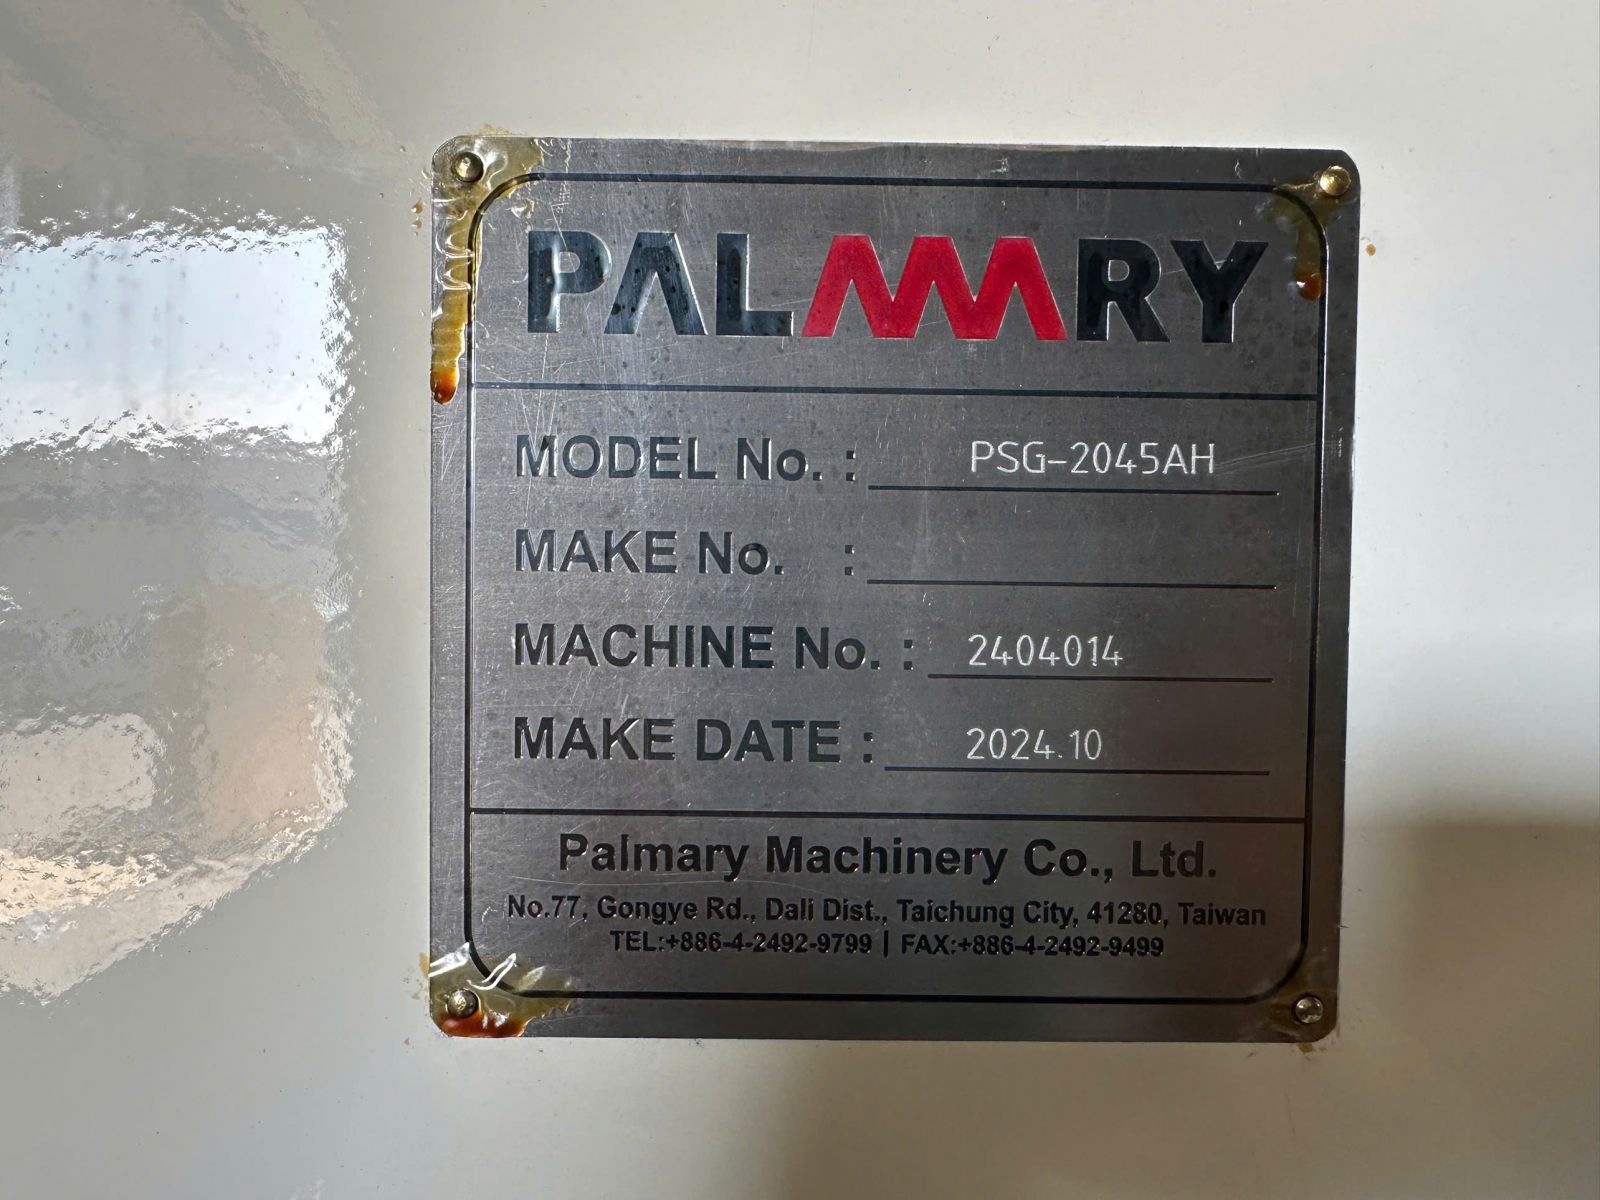 PALMARY
MODEL No. : PSG-2045AH
MAKE No. :
MACHINE No. : 2404014
MAKE DATE : 2024.10
Palmary Machinery Co., Ltd.
No.77, Gongye Rd., Dali Dist., Taichung City, 41280, Taiwan
TEL:+886-4-2492-9799 | FAX:+886-4-2492-9499